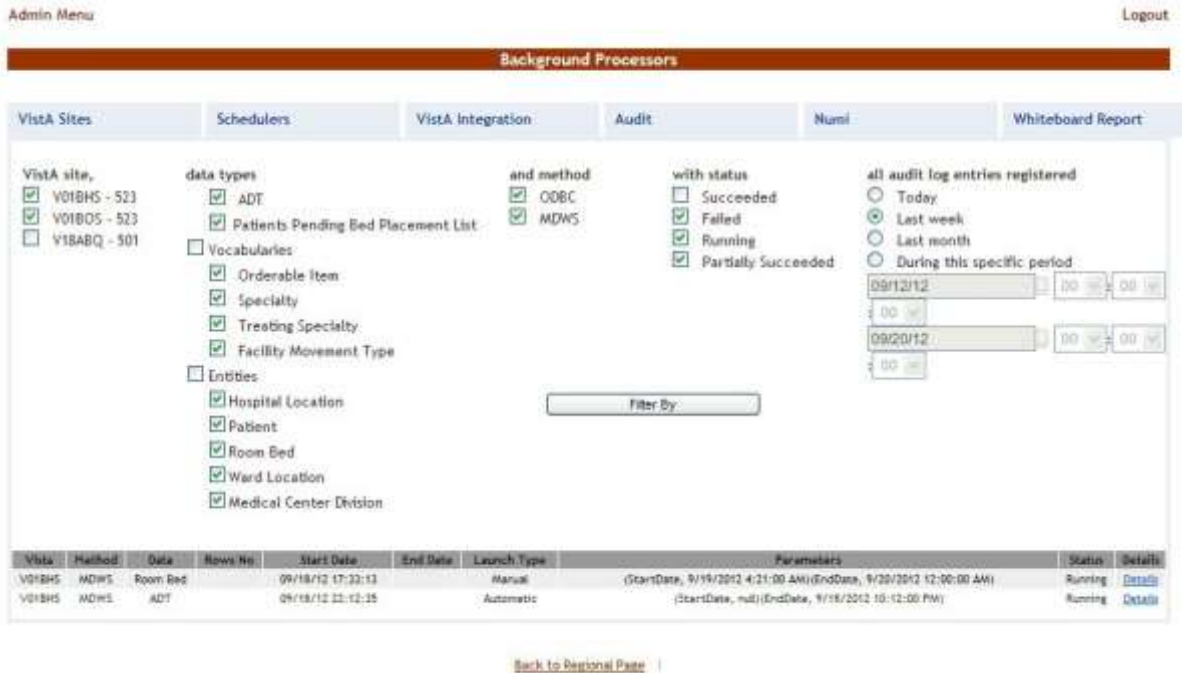 Admin Menu Logout
Background Processors
VistA Sites Schedulers VistA Integration Audit Numi Whiteboard Report
VistA site, data types and method with status all audit log entries registered
V01BHS - 523 ADT ODBC Succeeded Today
V01BOS - 523 Patients Pending Bed Placement List MDWS Failed Last week
V18ABQ - 501 Vocabularies Running Last month
Orderable Item Partially Succeeded During this specific period
Specialty 09/12/12 00 : 00
Treating Specialty : 00
Facility Movement Type 09/20/12 00 : 00
Entities : 00
Hospital Location Filter By
Patient
Room Bed
Ward Location
Medical Center Division
Vista Method Data Rows No Start Date End Date Launch Type Parameters Status Details
V01BHS MDWS Room Bed 09/18/12 17:33:13 Manual (StartDate, 9/19/2012 4:21:00 AM)(EndDate, 9/20/2012 12:00:00 AM) Running Details
V01BHS MDWS ADT 09/18/12 22:12:25 Automatic (StartDate, null)(EndDate, 9/18/2012 10:12:00 PM) Running Details
Back to Regional Page |